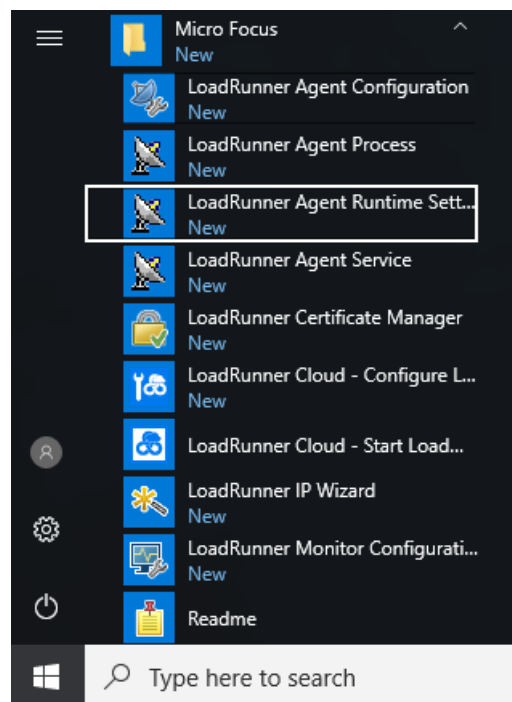 Micro Focus
New
LoadRunner Agent Configuration
New
LoadRunner Agent Process
New
LoadRunner Agent Runtime Sett...
New
LoadRunner Agent Service
New
LoadRunner Certificate Manager
New
LoadRunner Cloud - Configure L...
New
LoadRunner Cloud - Start Load...
LoadRunner IP Wizard
New
LoadRunner Monitor Configurati...
New
Readme
Type here to search